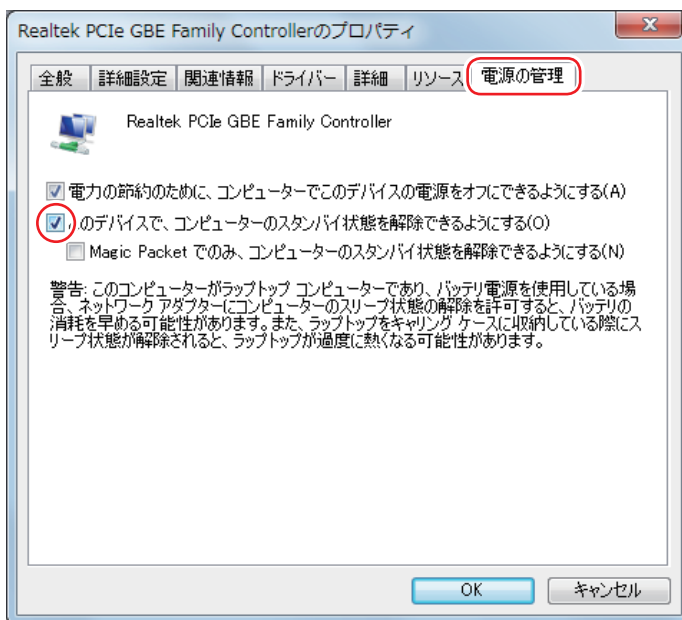 Realtek PCIe GBE Family Controllerのプロパティ
全般 詳細設定 関連情報 ドライバー 詳細 リソース 電源の管理
Realtek PCIe GBE Family Controller
電力の節約のために、コンピューターでこのデバイスの電源をオフにできるようにする(A)
このデバイスで、コンピューターのスタンバイ状態を解除できるようにする(O)
Magic Packet でのみ、コンピューターのスタンバイ状態を解除できるようにする(N)
警告: このコンピューターがラップトップ コンピューターであり、バッテリ電源を使用している場
合、ネットワーク アダプターにコンピューターのスリープ状態の解除を許可すると、バッテリの
消耗を早める可能性があります。また、ラップトップをキャリング ケースに収納している際にス
リープ状態が解除されると、ラップトップが過度に熱くなる可能性があります。
OK キャンセル